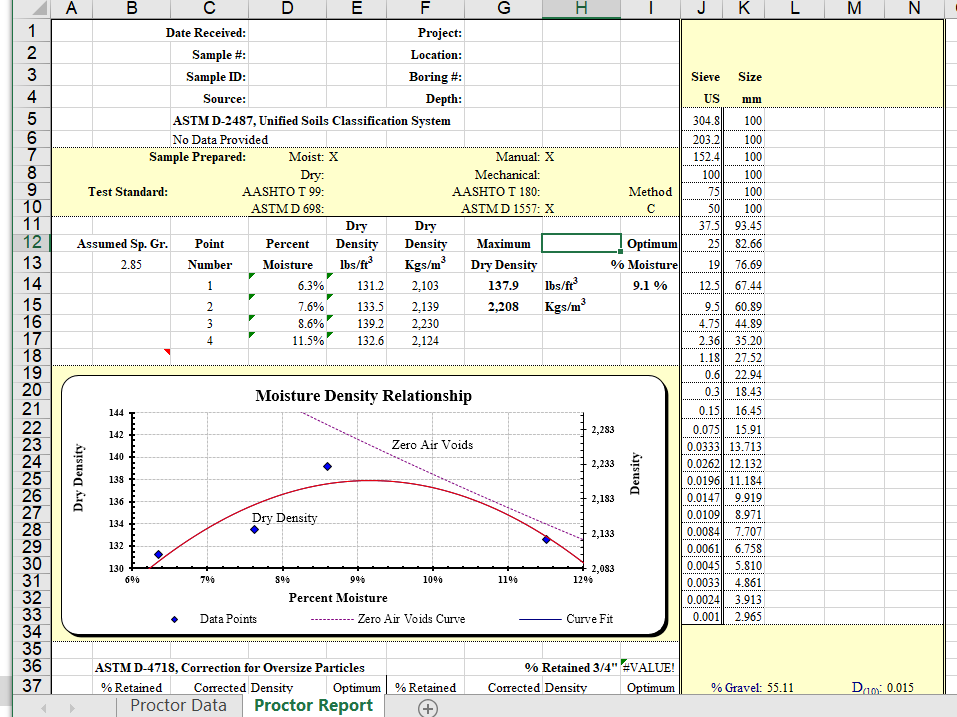 A B C D E F G H I J K L M N
1 Date Received: Project:
2 Sample #: Location:
3 Sample ID: Boring #: Sieve Size
4 Source: Depth: US mm
5 ASTM D-2487, Unified Soils Classification System 304.8 100
6 No Data Provided 203.2 100
7 Sample Prepared: Moist: X Manual: X 152.4 100
8 Dry: Mechanical: 100 100
9 Test Standard: AASHTO T 99: AASHTO T 180: Method 75 100
10 ASTM D 698: ASTM D 1557: X C 50 100
11 Dry Dry 37.5 93.45
12 Assumed Sp. Gr. Point Percent Density Density Maximum Optimum 25 82.66
13 2.85 Number Moisture lbs/ft³ Kgs/m³ Dry Density % Moisture 19 76.69
14 1 6.3% 131.2 2,103 137.9 lbs/ft³ 9.1 % 12.5 67.44
15 2 7.6% 133.5 2,139 2,208 Kgs/m³ 9.5 60.89
16 3 8.6% 139.2 2,230 4.75 44.89
17 4 11.5% 132.6 2,124 2.36 35.20
18 1.18 27.52
19 0.6 22.94
20 Moisture Density Relationship 0.3 18.43
21 144 0.15 16.45
22 142 2,283 0.075 15.91
23 Zero Air Voids 0.0333 13.713
24 140 2,233 0.0262 12.132
25 138 0.0196 11.184
26 136 2,183 0.0147 9.919
27 Dry Density Density 0.0109 8.971
28 134 Dry Density 2,133 0.0084 7.707
29 132 0.0061 6.758
30 130 2,083 0.0045 5.810
31 6% 7% 8% 9% 10% 11% 12% 0.0033 4.861
32 Percent Moisture 0.0024 3.913
33 Data Points Zero Air Voids Curve Curve Fit 0.001 2.965
34
35
36 ASTM D-4718, Correction for Oversize Particles % Retained 3/4" #VALUE!
37 % Retained Corrected Density Optimum % Retained Corrected Density Optimum % Gravel: 55.11 D(10): 0.015
Proctor Data Proctor Report